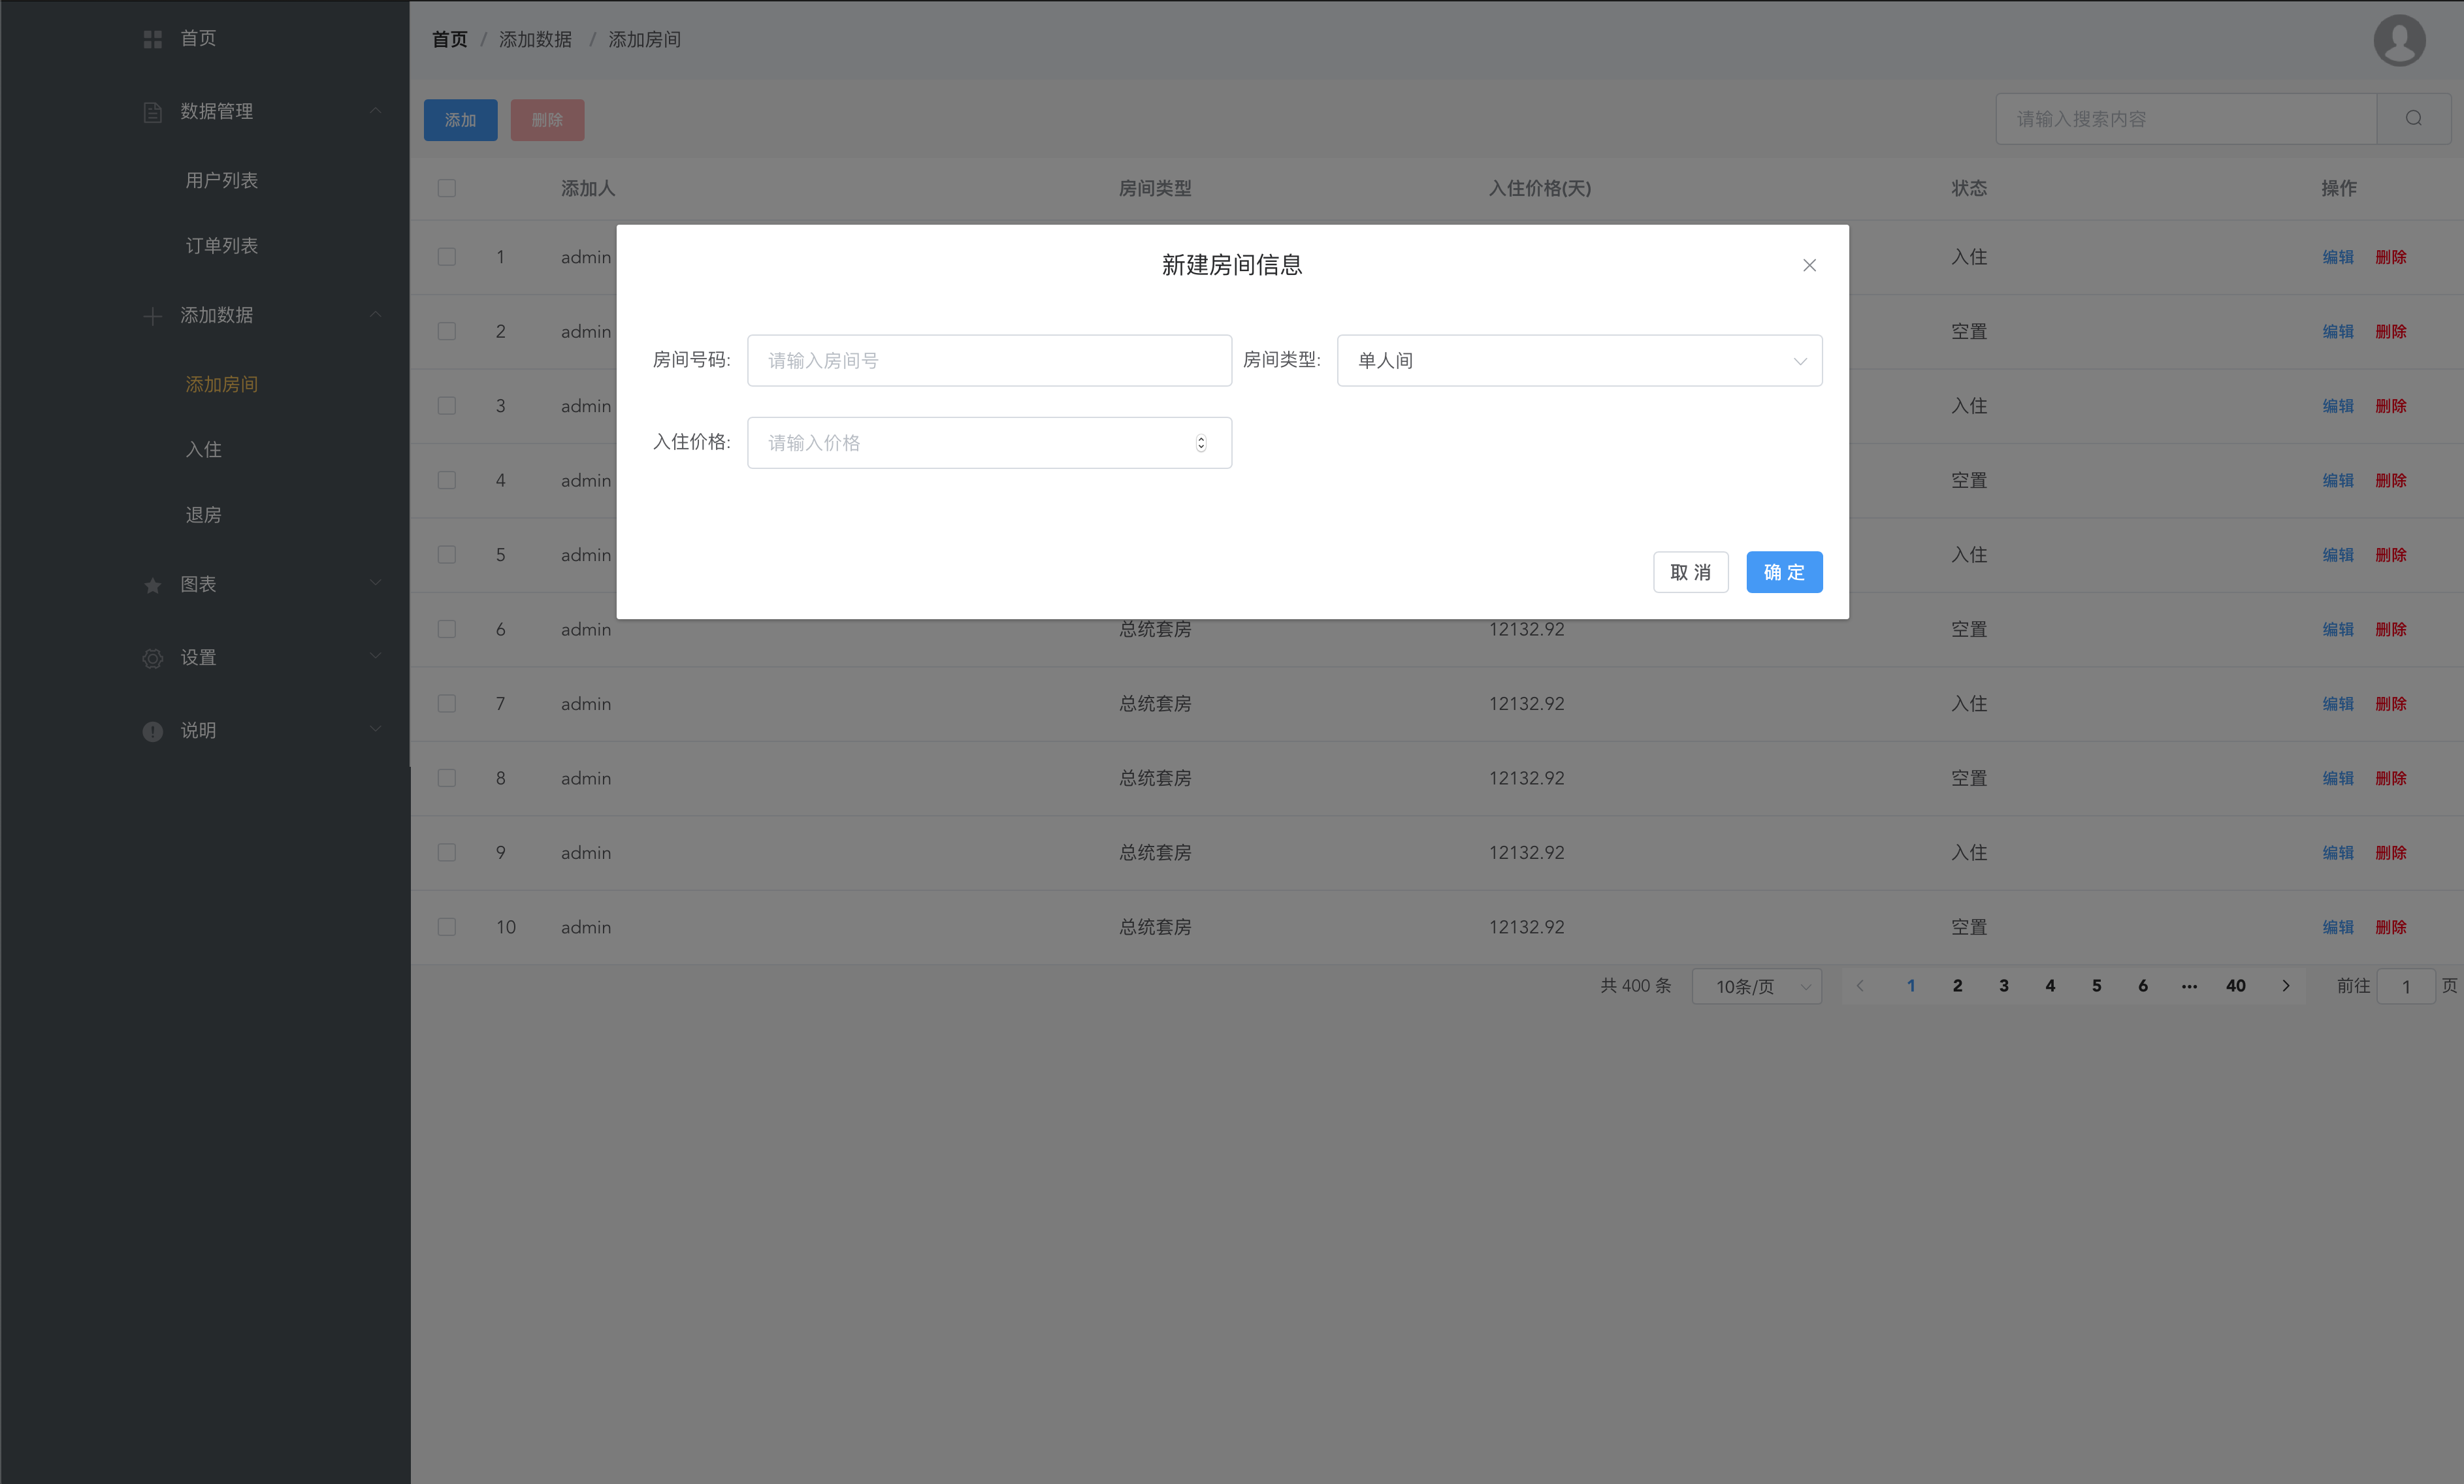 首页
数据管理
用户列表
订单列表
添加数据
添加房间
入住
退房
图表
设置
说明
首页 / 添加数据 / 添加房间
添加 删除 请输入搜索内容
添加人 房间类型 入住价格(天) 状态 操作
1 admin 入住 编辑 删除
2 admin 空置 编辑 删除
3 admin 入住 编辑 删除
4 admin 空置 编辑 删除
5 admin 入住 编辑 删除
6 admin 总统套房 12132.92 空置 编辑 删除
7 admin 总统套房 12132.92 入住 编辑 删除
8 admin 总统套房 12132.92 空置 编辑 删除
9 admin 总统套房 12132.92 入住 编辑 删除
10 admin 总统套房 12132.92 空置 编辑 删除
共 400 条 10条/页 1 2 3 4 5 6 ••• 40 前往 1 页
新建房间信息
房间号码: 请输入房间号 房间类型: 单人间
入住价格: 请输入价格
取 消 确 定